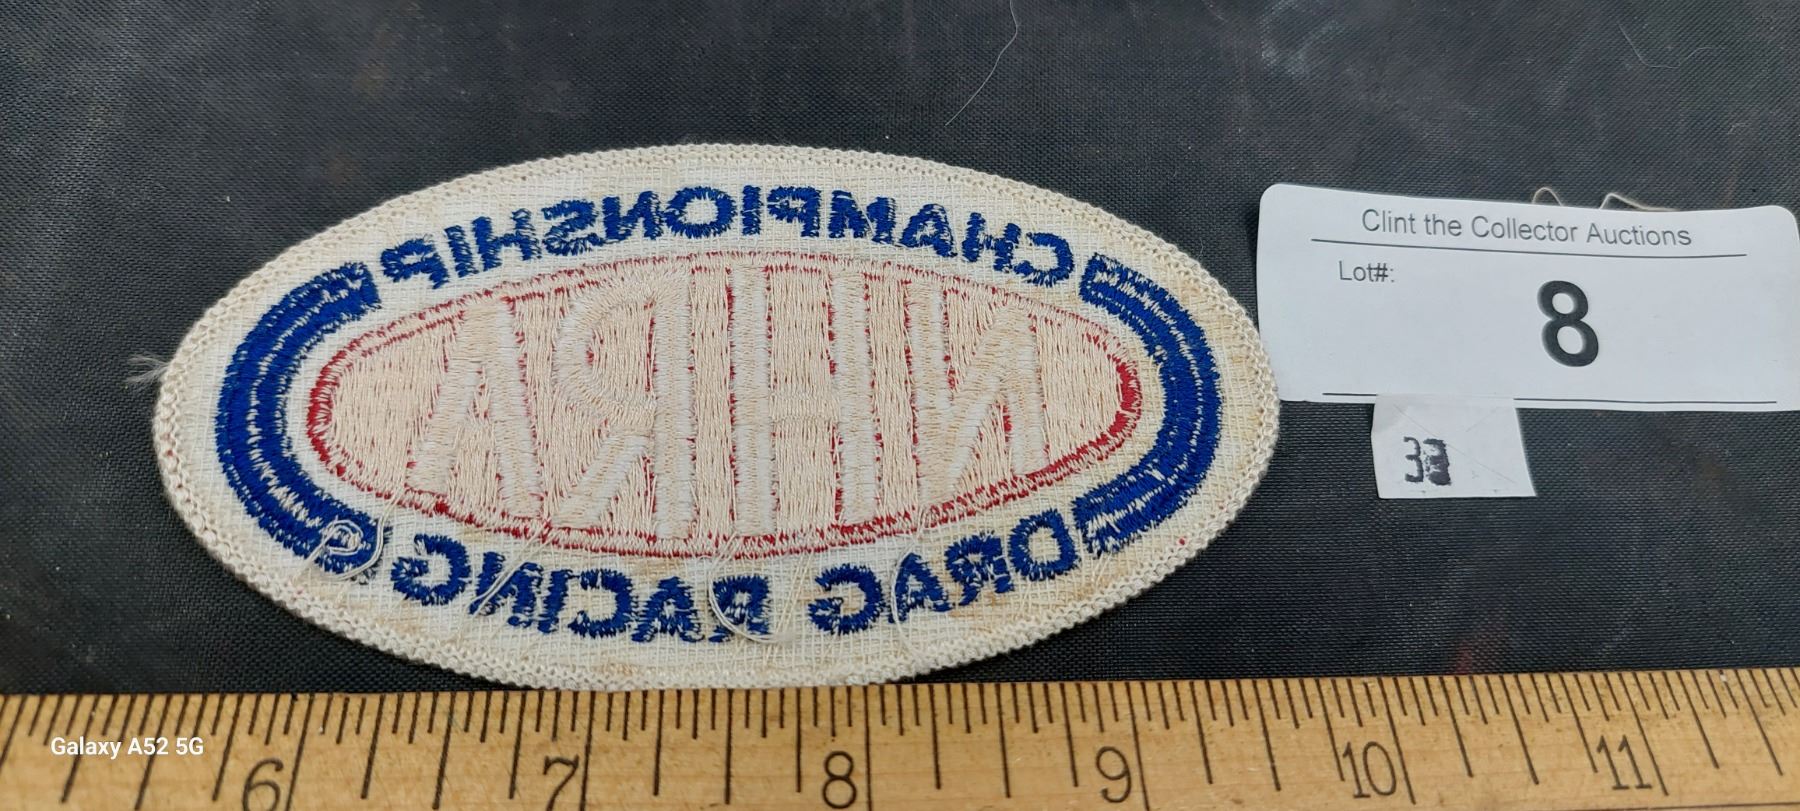 CHAMPIONSHIP
NHRA
DRAG RACING
Clint the Collector Auctions
Lot#:
8
6 7 8 9 10 11
Galaxy A52 5G